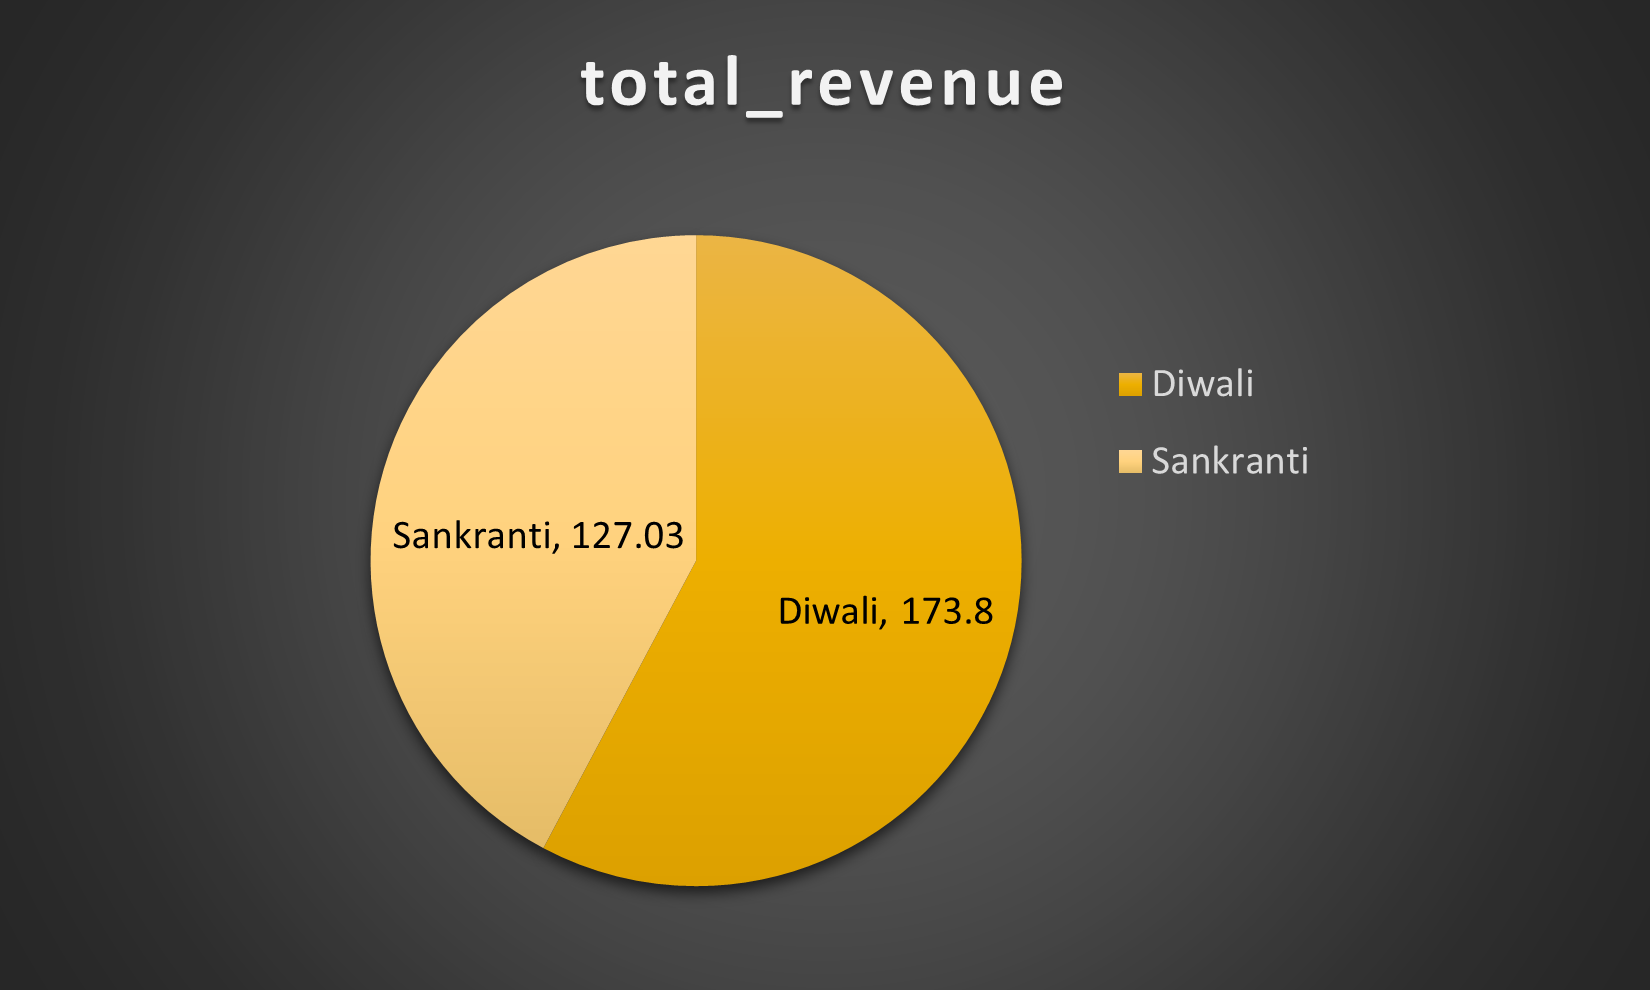 total_revenue
Diwali
Sankranti
Sankranti, 127.03
Diwali, 173.8